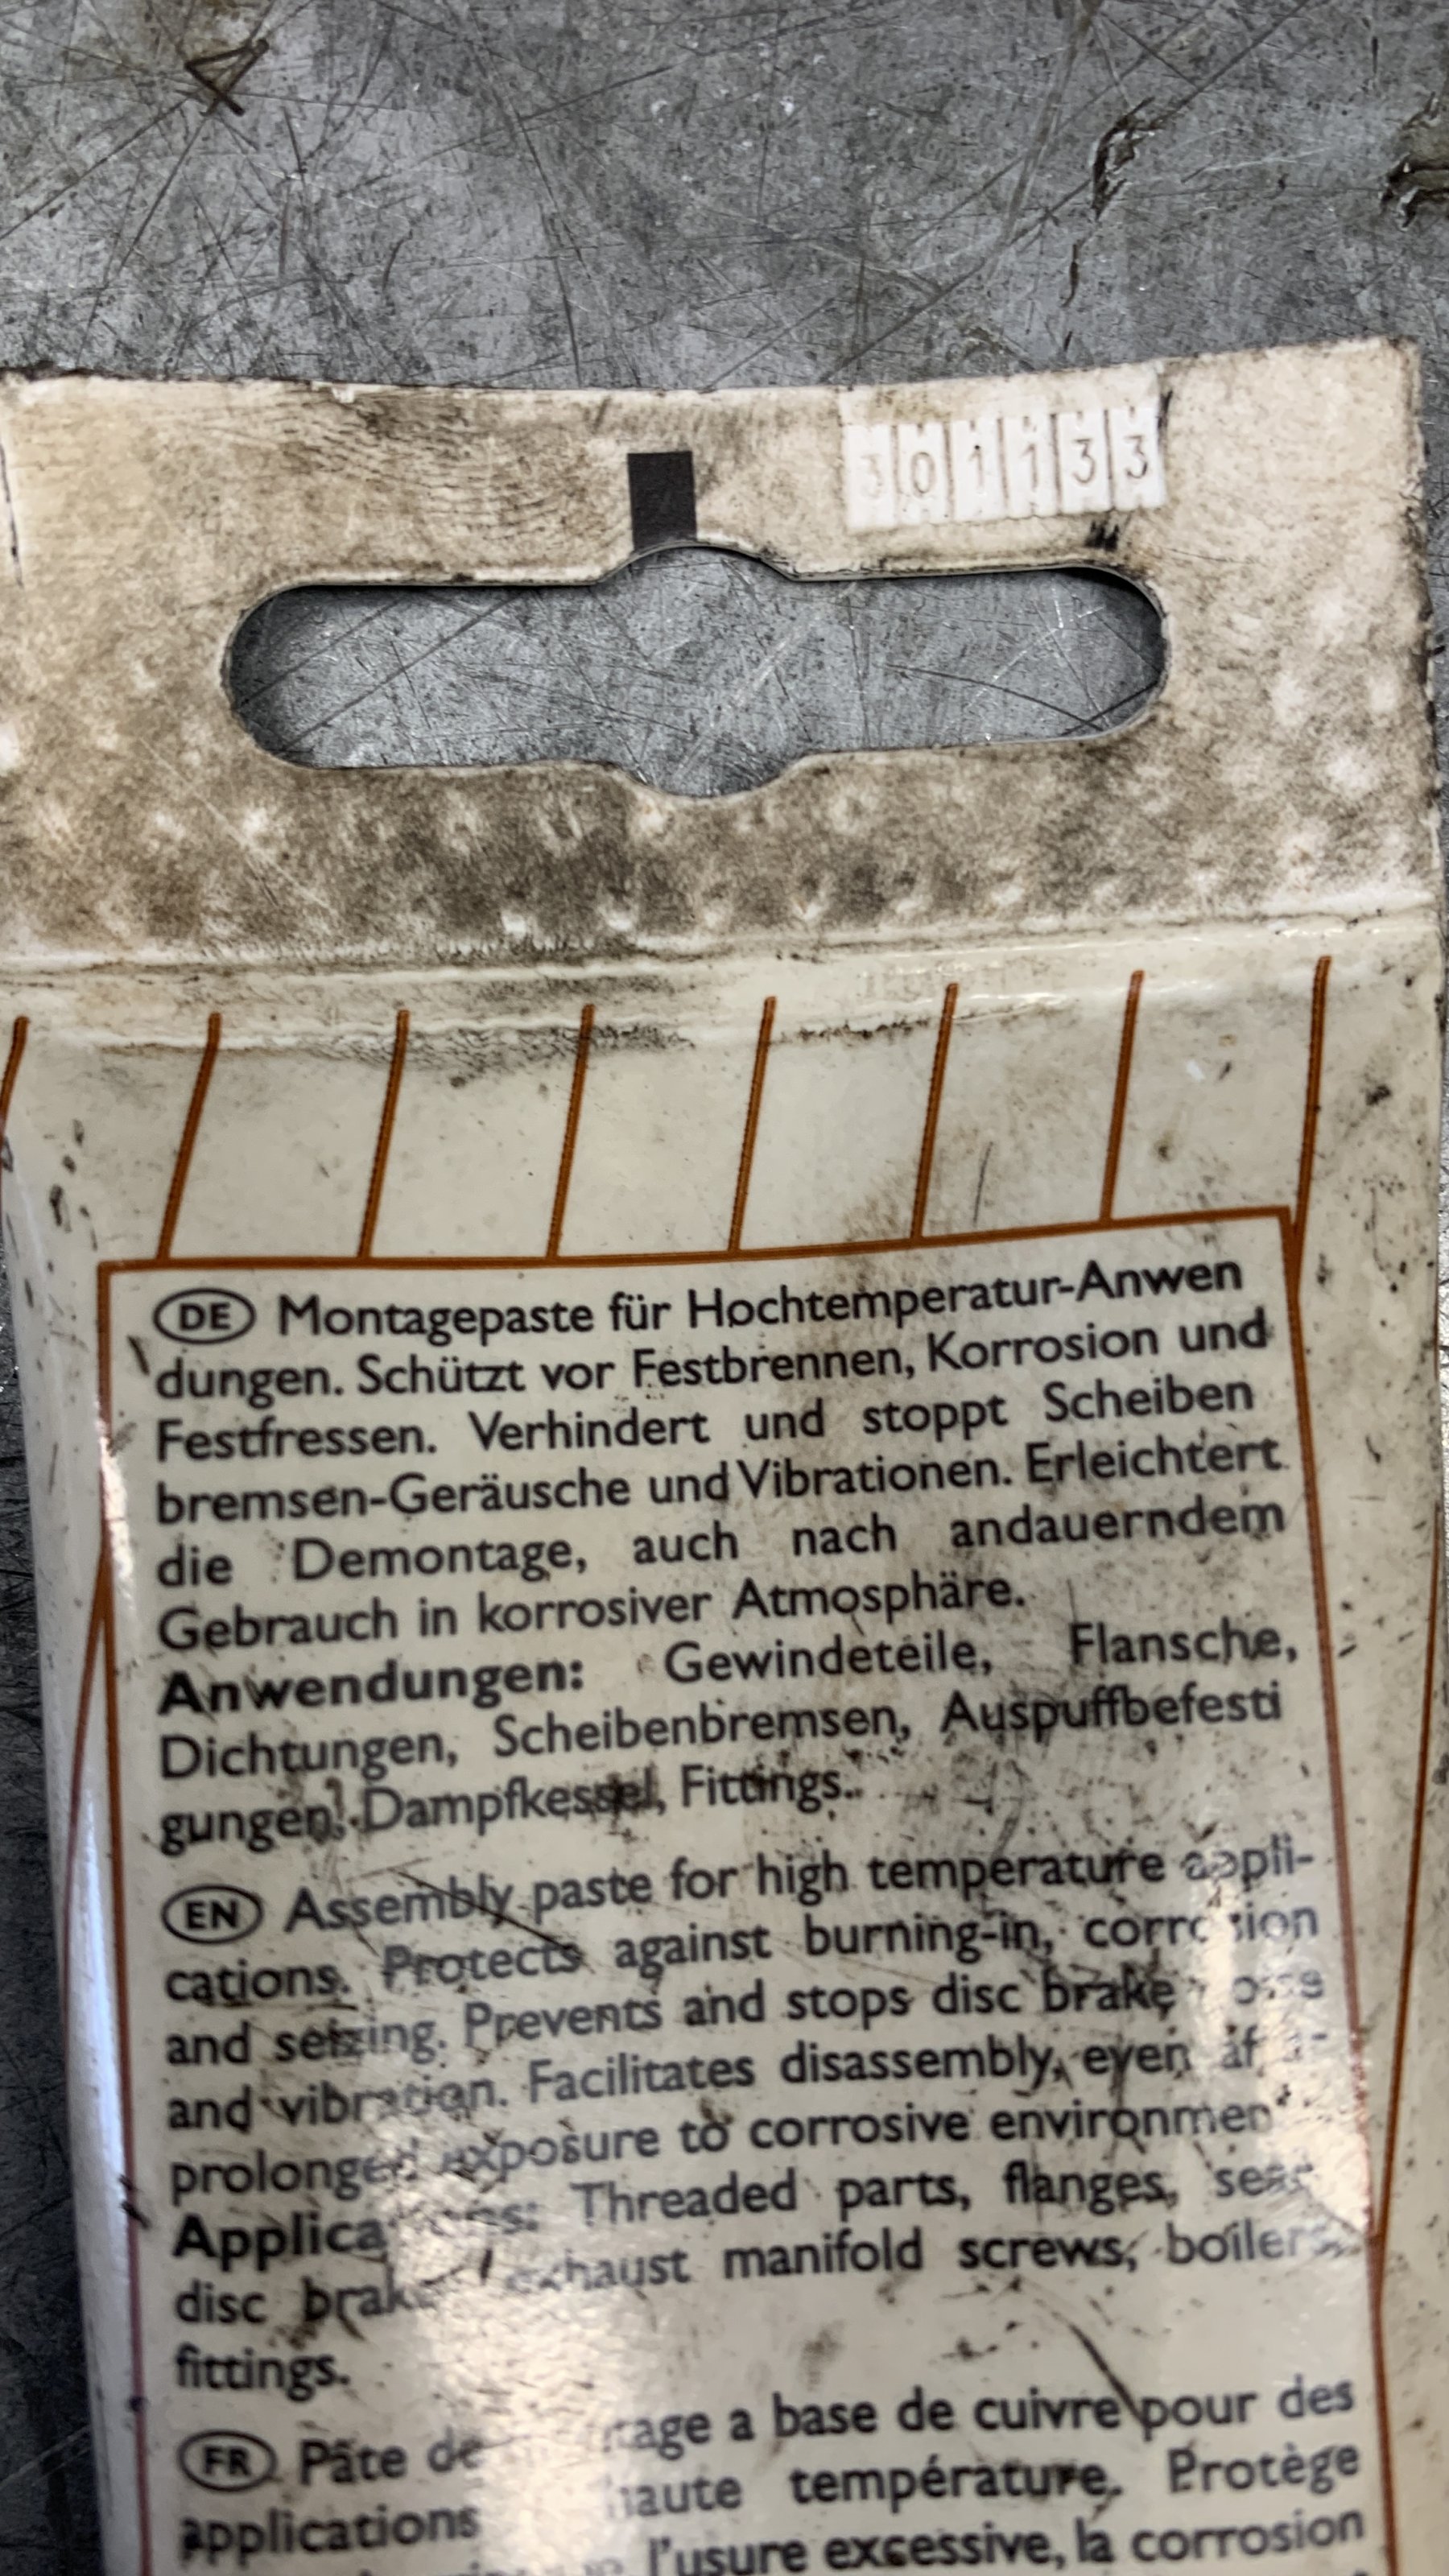 301133
DE Montagepaste für Hochtemperatur-Anwen
dungen. Schützt vor Festbrennen, Korrosion und
Festfressen. Verhindert und stoppt Scheiben
bremsen-Geräusche und Vibrationen. Erleichtert
die Demontage, auch nach andauerndem
Gebrauch in korrosiver Atmosphäre.
Anwendungen: Gewindeteile, Flansche,
Dichtungen, Scheibenbremsen, Auspuffbefesti
gungen, Dampfkessel, Fittings.
EN Assembly paste for high temperature appli-
cations. Protects against burning-in, corrosion
and seizing. Prevents and stops disc brake
and vibration. Facilitates disassembly, even
prolonged exposure to corrosive
Threaded parts, flanges,
disc exhaust manifold screws, boilers,
fittings.
FR Pâte de a base de cuivre pour des
applications haute température. Protège
l'usure excessive, la corrosion